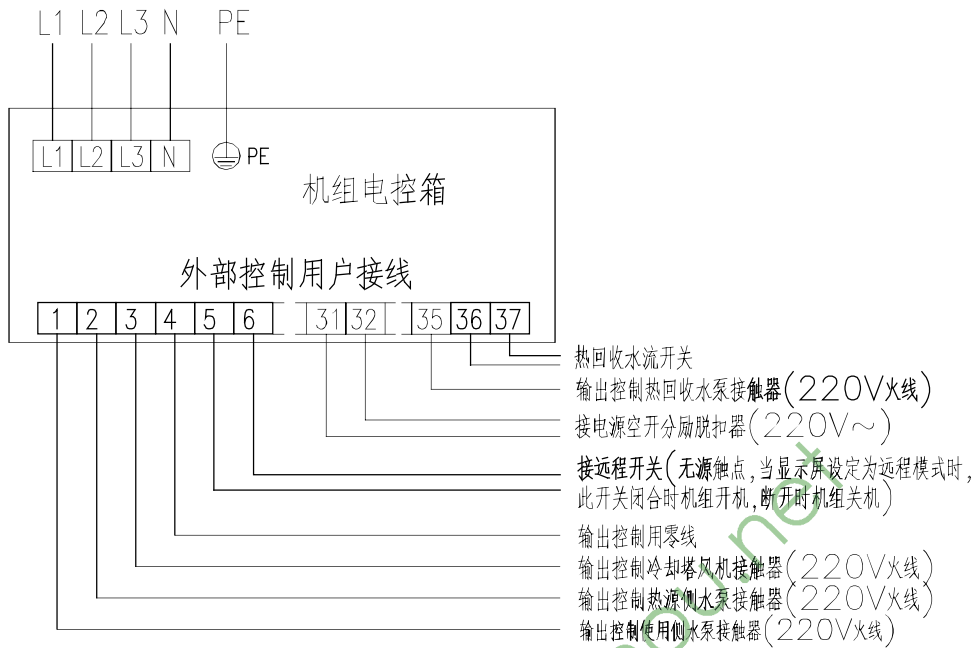 L1 L2 L3 N PE
L1 L2 L3 N PE
机组电控箱
外部控制用户接线
1 2 3 4 5 6 31 32 35 36 37
热回收水流开关
输出控制热回收水泵接触器(220V火线)
接电源空开分励脱扣器(220V～)
接远程开关(无源触点,当显示屏设定为远程模式时,
此开关闭合时机组开机,断开时机组关机)
输出控制用零线
输出控制冷却塔风机接触器(220V火线)
输出控制热源侧水泵接触器(220V火线)
输出控制使用侧水泵接触器(220V火线)